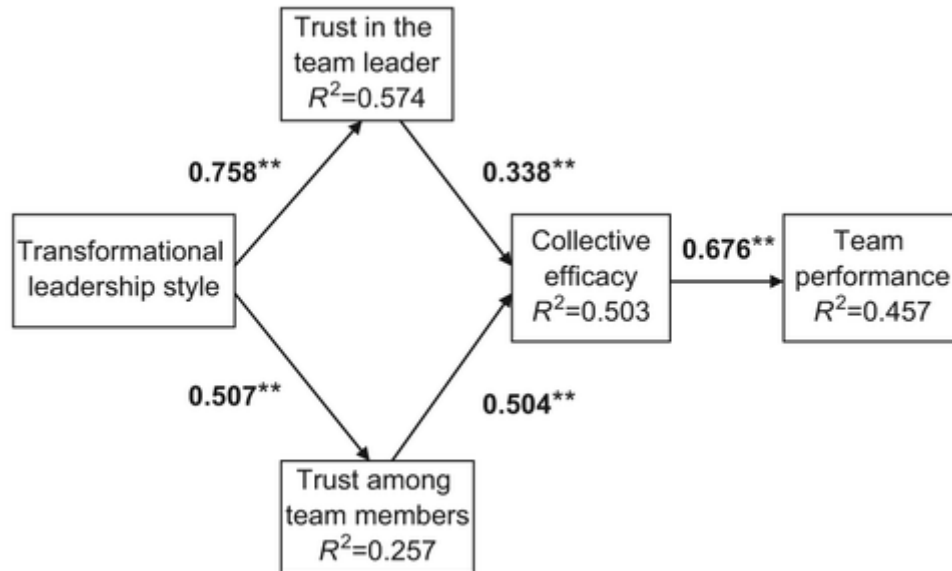 Trust in the
team leader
R²=0.574
0.758**
0.338**
Transformational
leadership style
Collective
efficacy
R²=0.503
0.676**
Team
performance
R²=0.457
0.507**
0.504**
Trust among
team members
R²=0.257